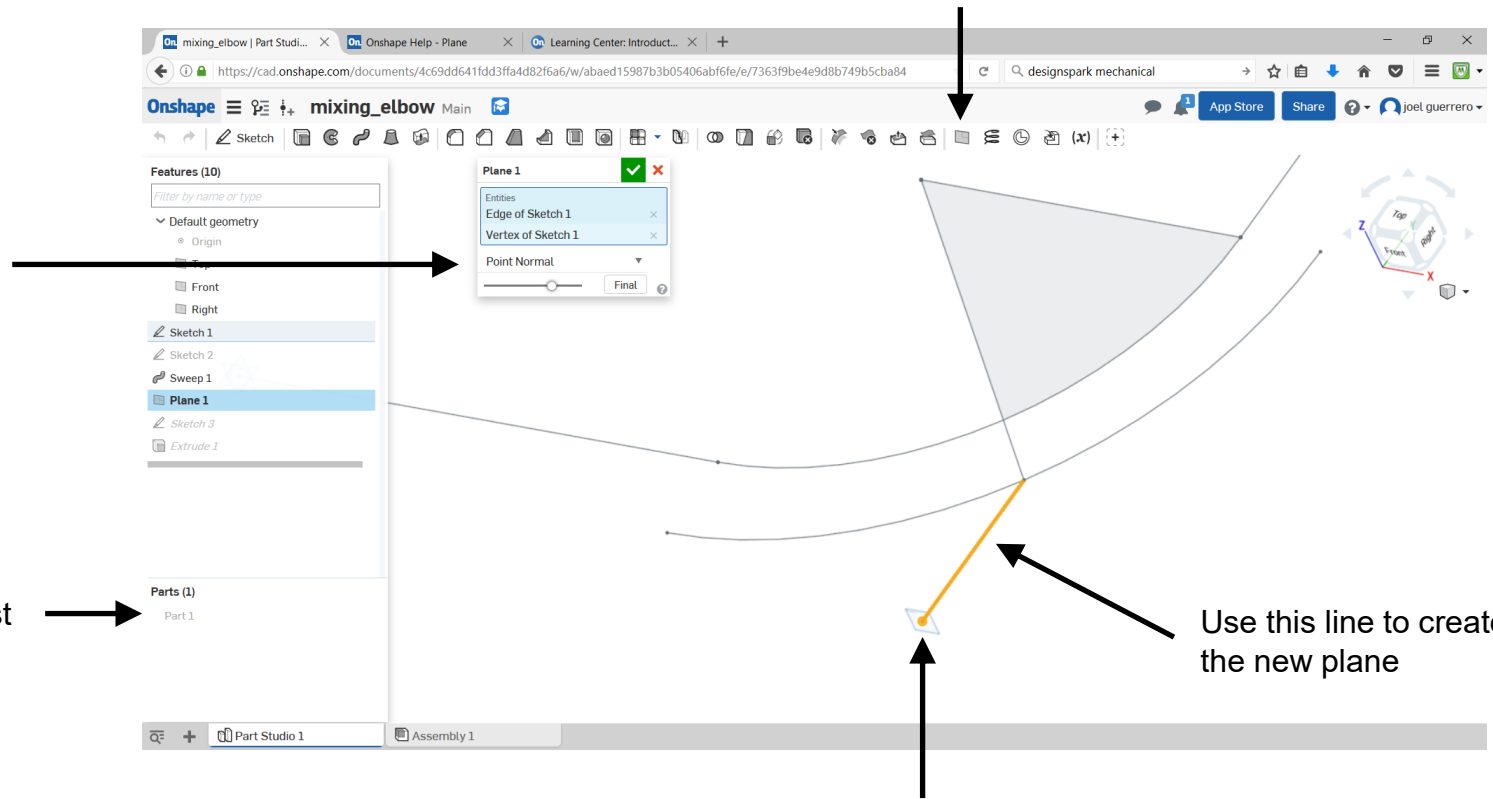 mixing_elbow | Part Studi...
Onshape Help - Plane
Learning Center: Introduct...
https://cad.onshape.com/documents/4c69dd641fdd3ffa4d82f6a6/w/abaed15987b3b05406abf6fe/e/7363f9be4e9d8b749b5cba84
designspark mechanical
Onshape
mixing_elbow Main
1
App Store
Share
joel guerrero
Sketch
(x)
Features (10)
Filter by name or type
Default geometry
Origin
Top
Front
Right
Sketch 1
Sketch 2
Sweep 1
Plane 1
Sketch 3
Extrude 1
Plane 1
Entities
Edge of Sketch 1
Vertex of Sketch 1
Point Normal
Final
Top
Front
Right
Z
Y
X
Parts (1)
Part 1
st
Use this line to create
the new plane
Part Studio 1
Assembly 1